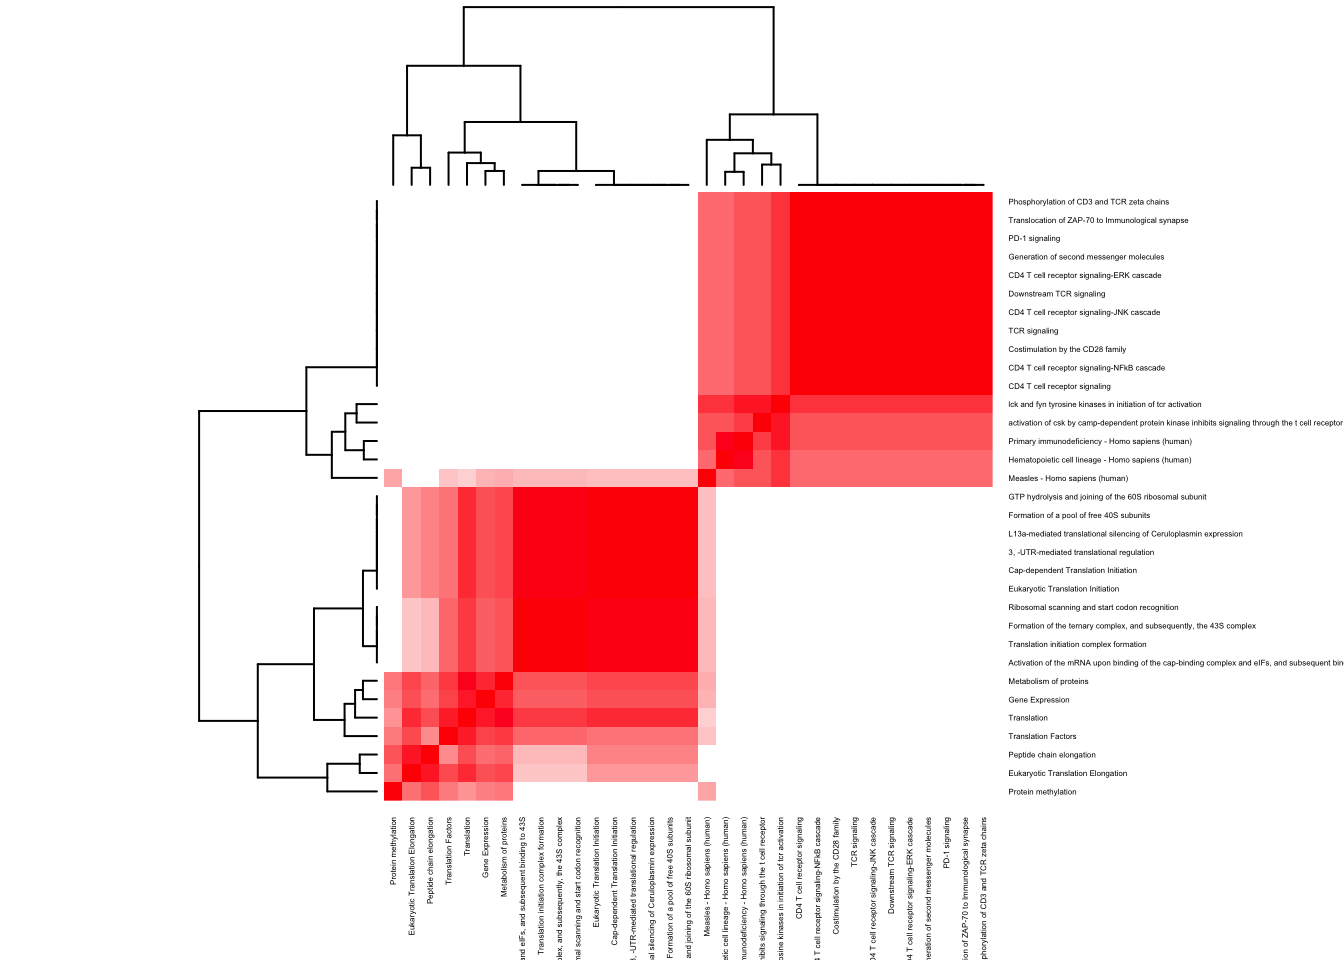 Phosphorylation of CD3 and TCR zeta chains
Translocation of ZAP-70 to Immunological synapse
PD-1 signaling
Generation of second messenger molecules
CD4 T cell receptor signaling-ERK cascade
Downstream TCR signaling
CD4 T cell receptor signaling-JNK cascade
TCR signaling
Costimulation by the CD28 family
CD4 T cell receptor signaling-NFkB cascade
CD4 T cell receptor signaling
lck and fyn tyrosine kinases in initiation of tcr activation
activation of csk by camp-dependent protein kinase inhibits signaling through the t cell receptor
Primary immunodeficiency - Homo sapiens (human)
Hematopoietic cell lineage - Homo sapiens (human)
Measles - Homo sapiens (human)
GTP hydrolysis and joining of the 60S ribosomal subunit
Formation of a pool of free 40S subunits
L13a-mediated translational silencing of Ceruloplasmin expression
3, -UTR-mediated translational regulation
Cap-dependent Translation Initiation
Eukaryotic Translation Initiation
Ribosomal scanning and start codon recognition
Formation of the ternary complex, and subsequently, the 43S complex
Translation initiation complex formation
Activation of the mRNA upon binding of the cap-binding complex and eIFs, and subsequent bin
Metabolism of proteins
Gene Expression
Translation
Translation Factors
Peptide chain elongation
Eukaryotic Translation Elongation
Protein methylation
Protein methylation
Eukaryotic Translation Elongation
Peptide chain elongation
Translation Factors
Translation
Gene Expression
Metabolism of proteins
and eIFs, and subsequent binding to 43S
Translation initiation complex formation
plex, and subsequently, the 43S complex
nal scanning and start codon recognition
Eukaryotic Translation Initiation
Cap-dependent Translation Initiation
3, -UTR-mediated translational regulation
nal silencing of Ceruloplasmin expression
Formation of a pool of free 40S subunits
and joining of the 60S ribosomal subunit
Measles - Homo sapiens (human)
etic cell lineage - Homo sapiens (human)
munodeficiency - Homo sapiens (human)
hibits signaling through the t cell receptor
osine kinases in initiation of tcr activation
CD4 T cell receptor signaling
4 T cell receptor signaling-NFkB cascade
Costimulation by the CD28 family
TCR signaling
D4 T cell receptor signaling-JNK cascade
Downstream TCR signaling
D4 T cell receptor signaling-ERK cascade
neration of second messenger molecules
PD-1 signaling
ion of ZAP-70 to Immunological synapse
phorylation of CD3 and TCR zeta chains